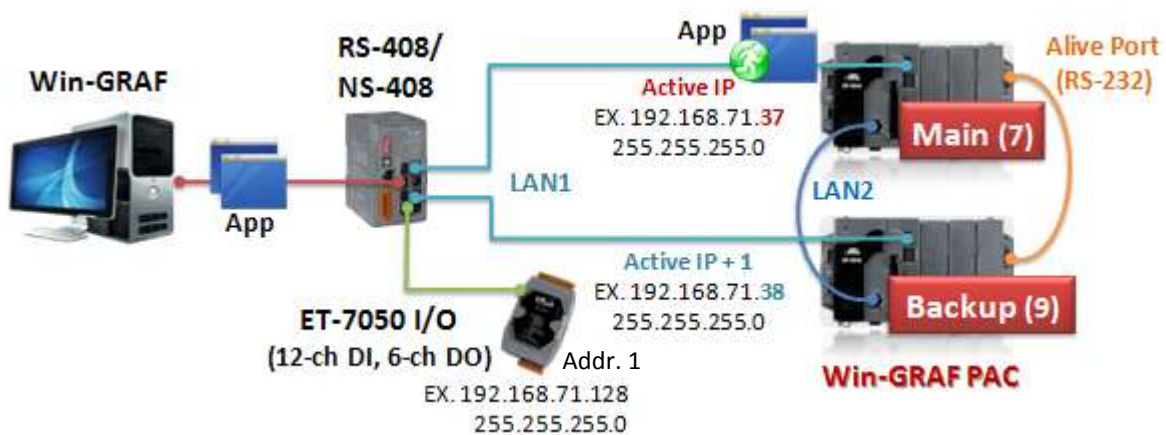 Win-GRAF
App
RS-408/
NS-408
App
Active IP
EX. 192.168.71.37
255.255.255.0
Alive Port
(RS-232)
Main (7)
LAN1
LAN2
Active IP + 1
EX. 192.168.71.38
255.255.255.0
Backup (9)
Win-GRAF PAC
ET-7050 I/O
(12-ch DI, 6-ch DO)
Addr. 1
EX. 192.168.71.128
255.255.255.0